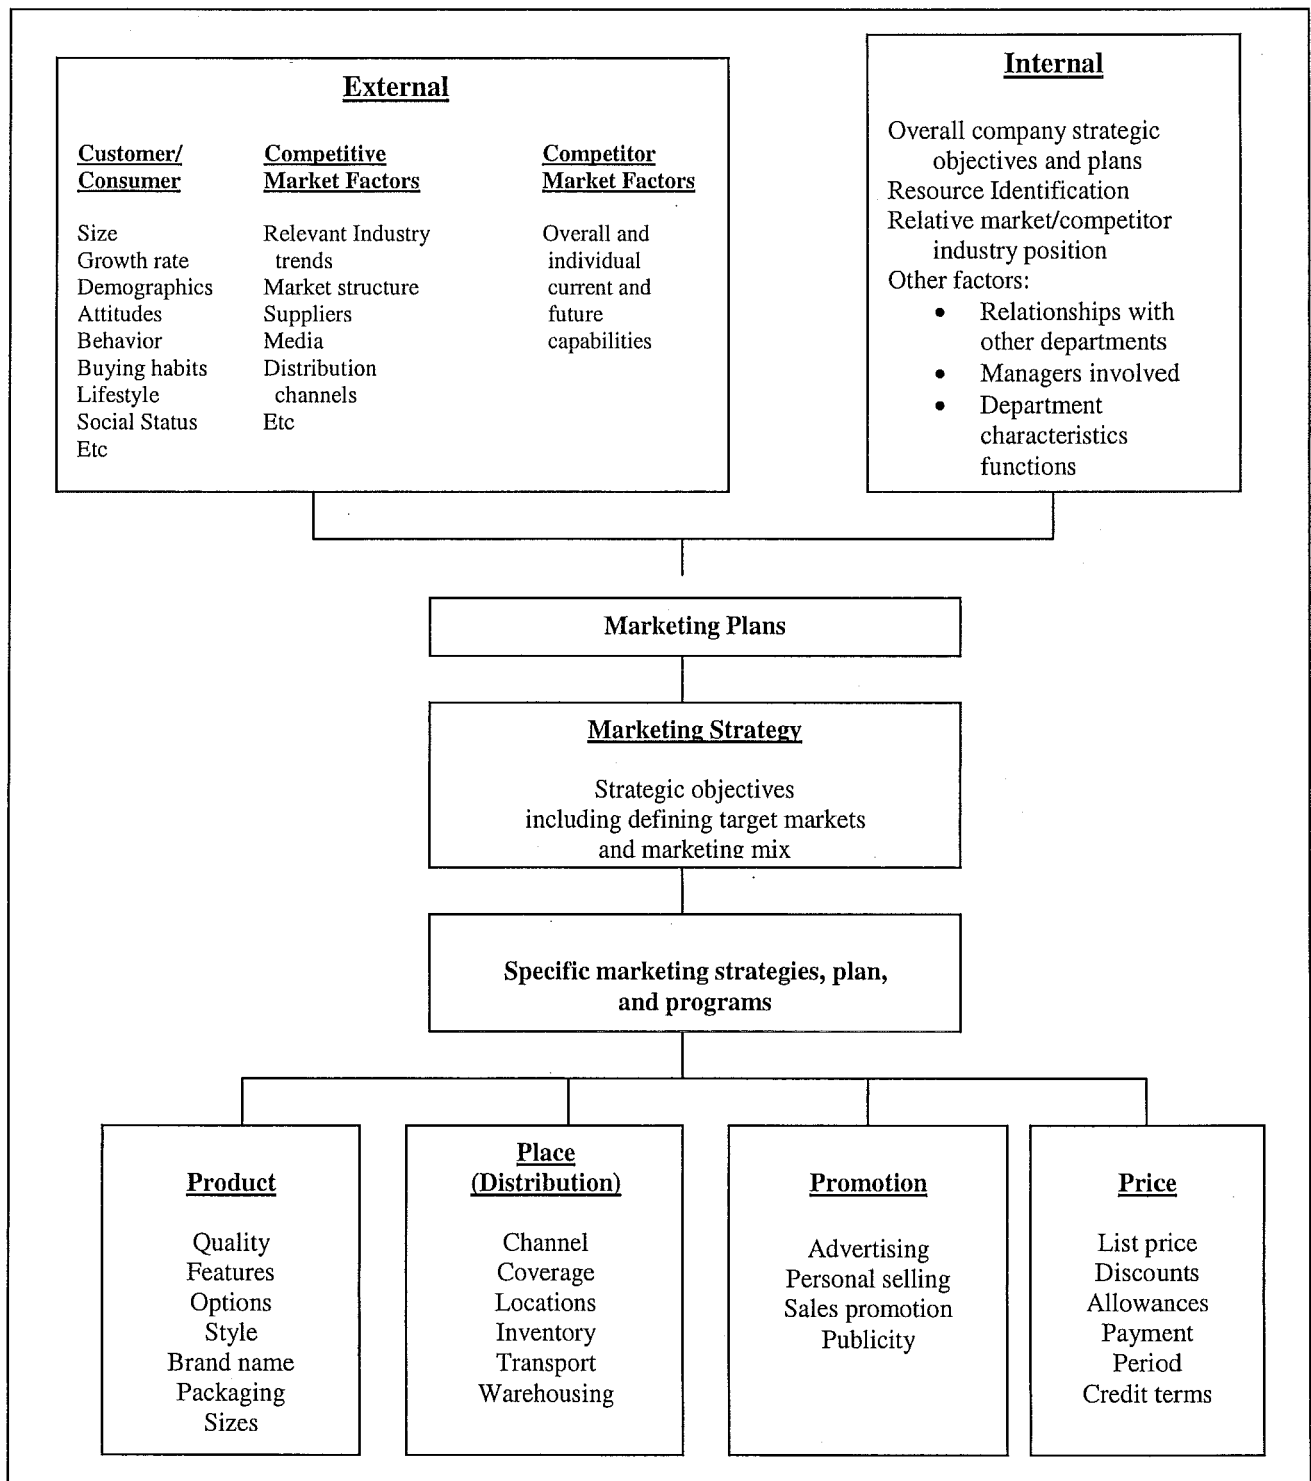 External
Customer/
Consumer
Size
Growth rate
Demographics
Attitudes
Behavior
Buying habits
Lifestyle
Social Status
Etc
Competitive
Market Factors
Relevant Industry
trends
Market structure
Suppliers
Media
Distribution
channels
Etc
Competitor
Market Factors
Overall and
individual
current and
future
capabilities
Internal
Overall company strategic
objectives and plans
Resource Identification
Relative market/competitor
industry position
Other factors:
• Relationships with
other departments
• Managers involved
• Department
characteristics
functions
Marketing Plans
Marketing Strategy
Strategic objectives
including defining target markets
and marketing mix
Specific marketing strategies, plan,
and programs
Product
Quality
Features
Options
Style
Brand name
Packaging
Sizes
Place
(Distribution)
Channel
Coverage
Locations
Inventory
Transport
Warehousing
Promotion
Advertising
Personal selling
Sales promotion
Publicity
Price
List price
Discounts
Allowances
Payment
Period
Credit terms